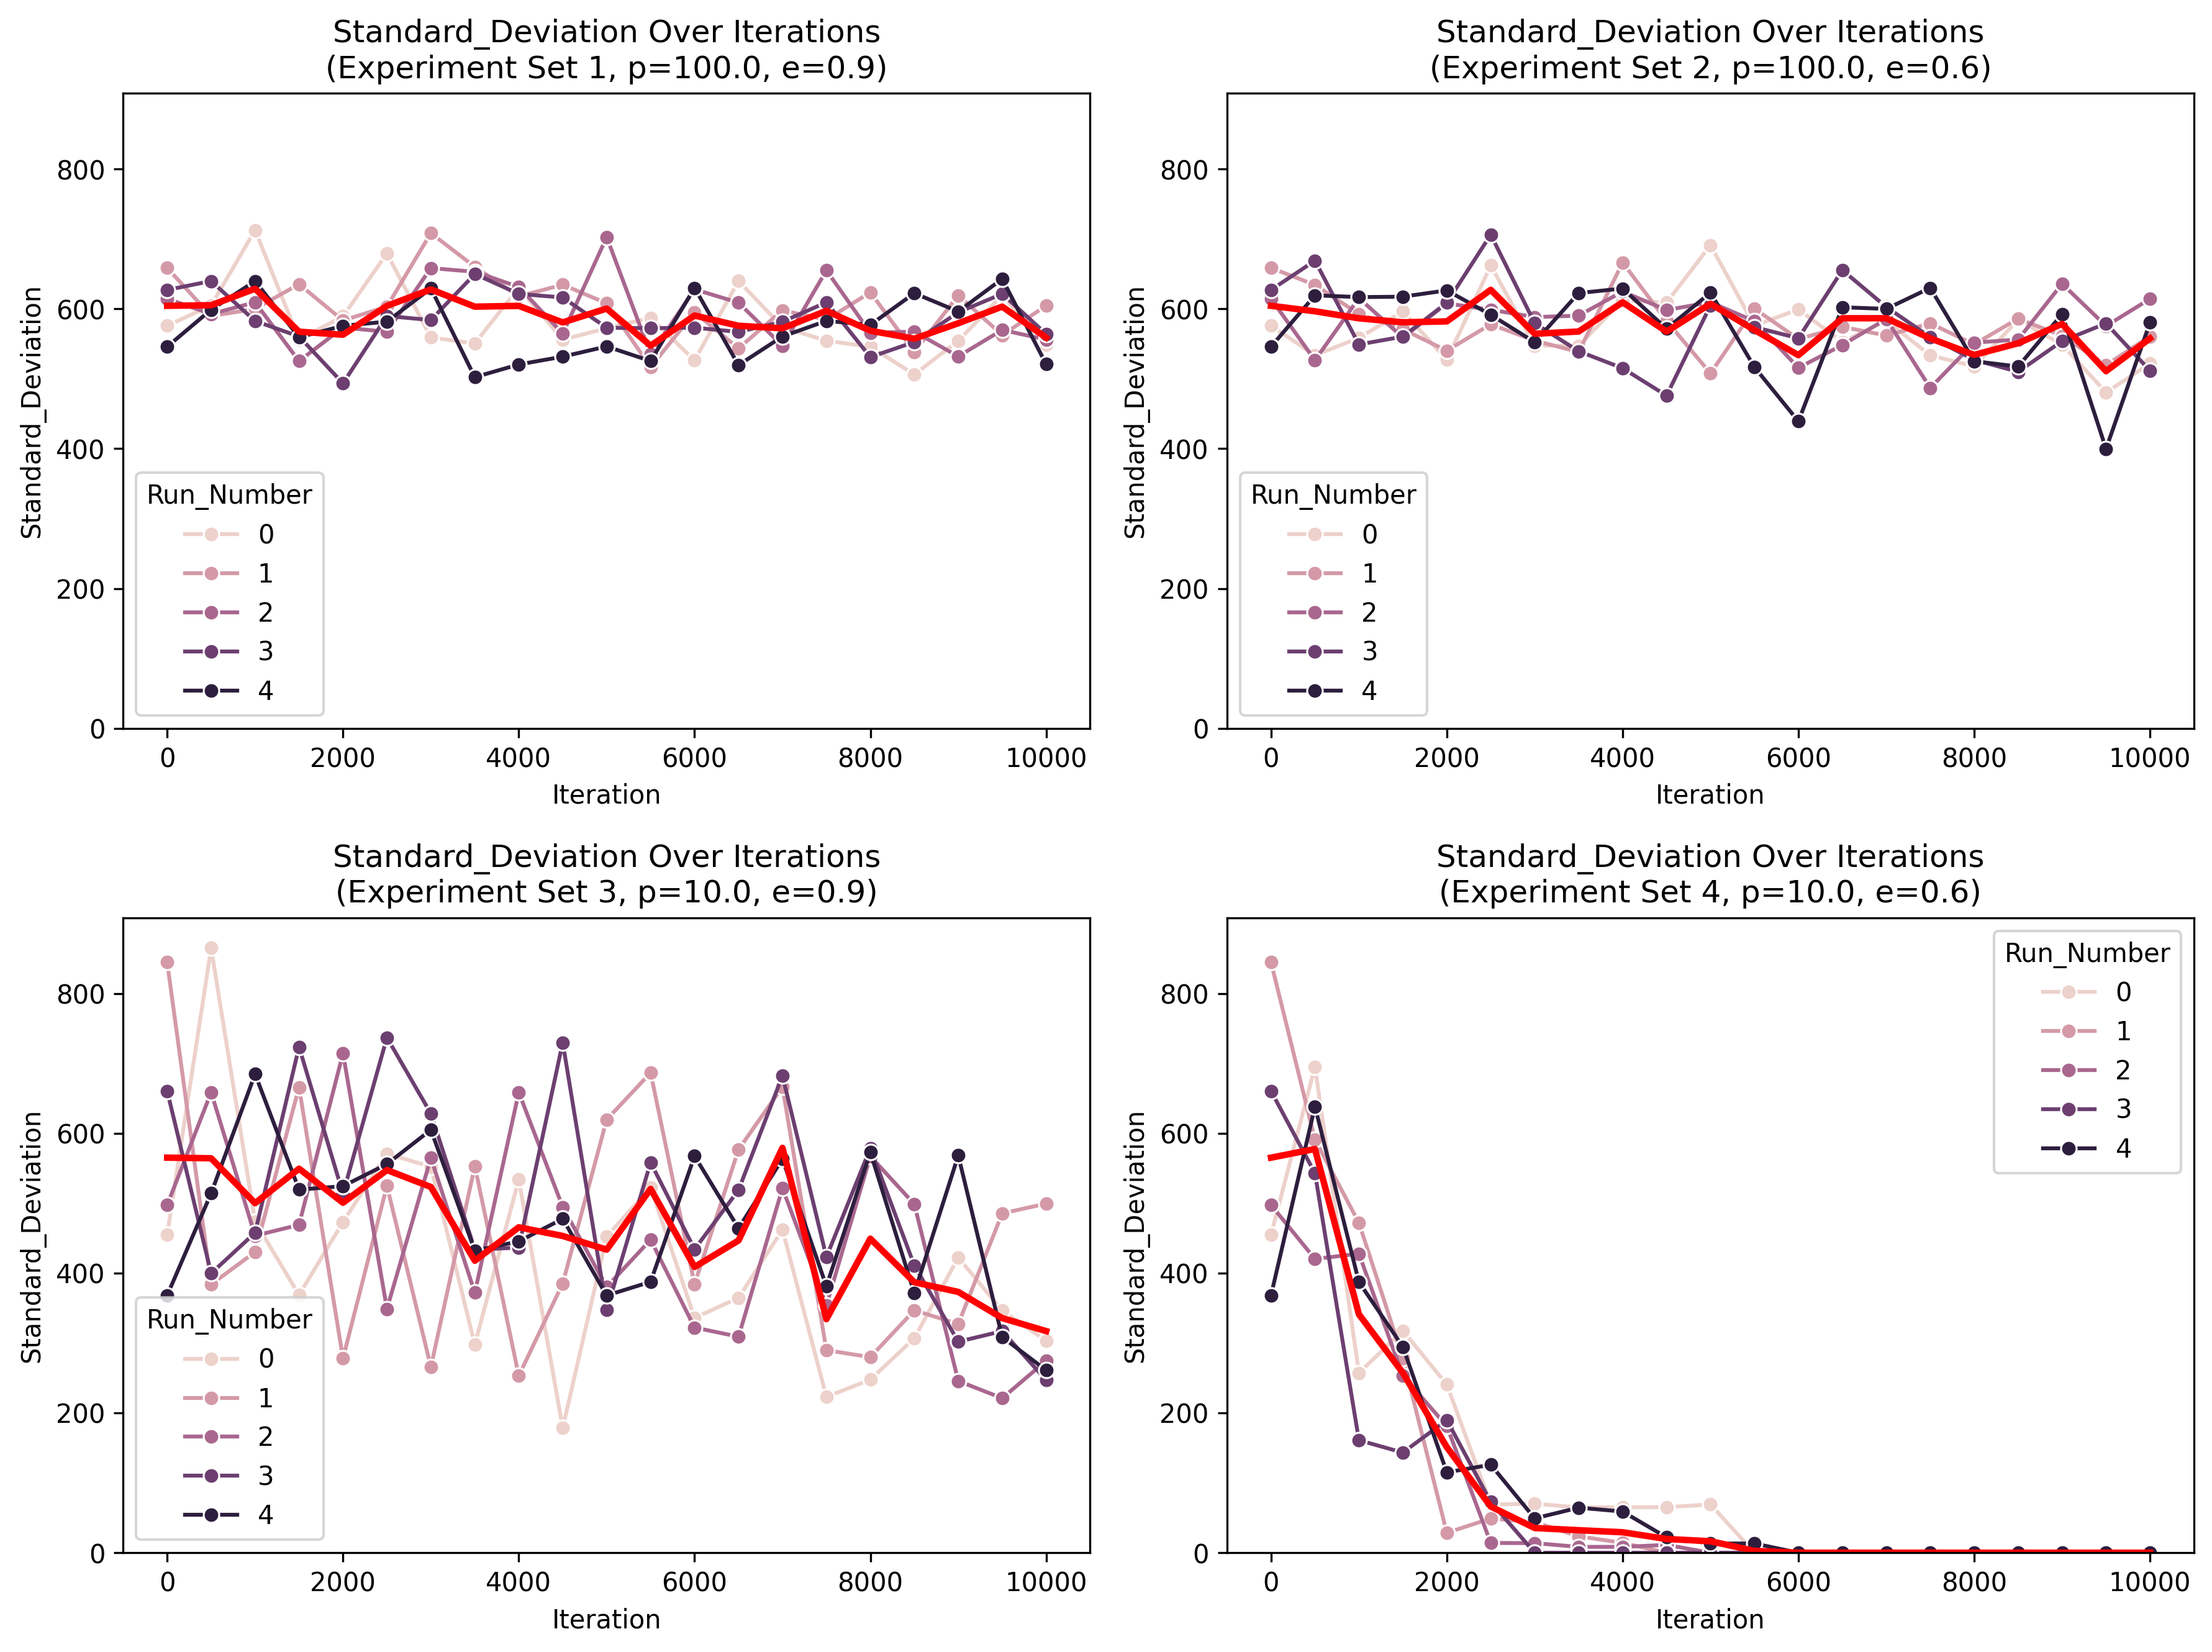 Standard_Deviation Over Iterations
(Experiment Set 1, p=100.0, e=0.9)
Standard_Deviation
800
600
400
200
0
Run_Number
0
1
2
3
4
0 2000 4000 6000 8000 10000
Iteration
Standard_Deviation Over Iterations
(Experiment Set 2, p=100.0, e=0.6)
Standard_Deviation
800
600
400
200
0
Run_Number
0
1
2
3
4
0 2000 4000 6000 8000 10000
Iteration
Standard_Deviation Over Iterations
(Experiment Set 3, p=10.0, e=0.9)
Standard_Deviation
800
600
400
200
0
Run_Number
0
1
2
3
4
0 2000 4000 6000 8000 10000
Iteration
Standard_Deviation Over Iterations
(Experiment Set 4, p=10.0, e=0.6)
Standard_Deviation
800
600
400
200
0
Run_Number
0
1
2
3
4
0 2000 4000 6000 8000 10000
Iteration